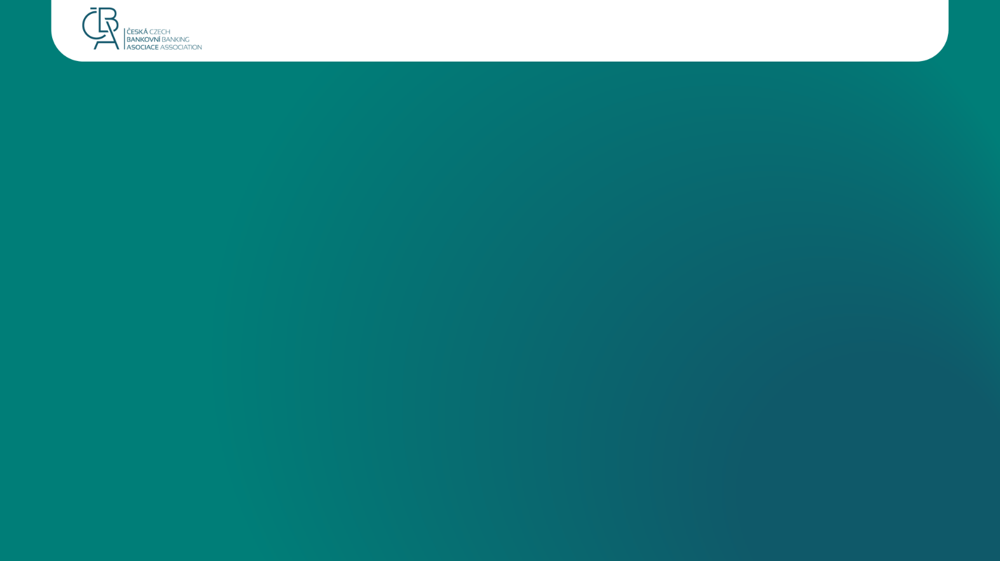 ČBA
ČESKÁ CZECH
BANKOVNÍ BANKING
ASOCIACE ASSOCIATION